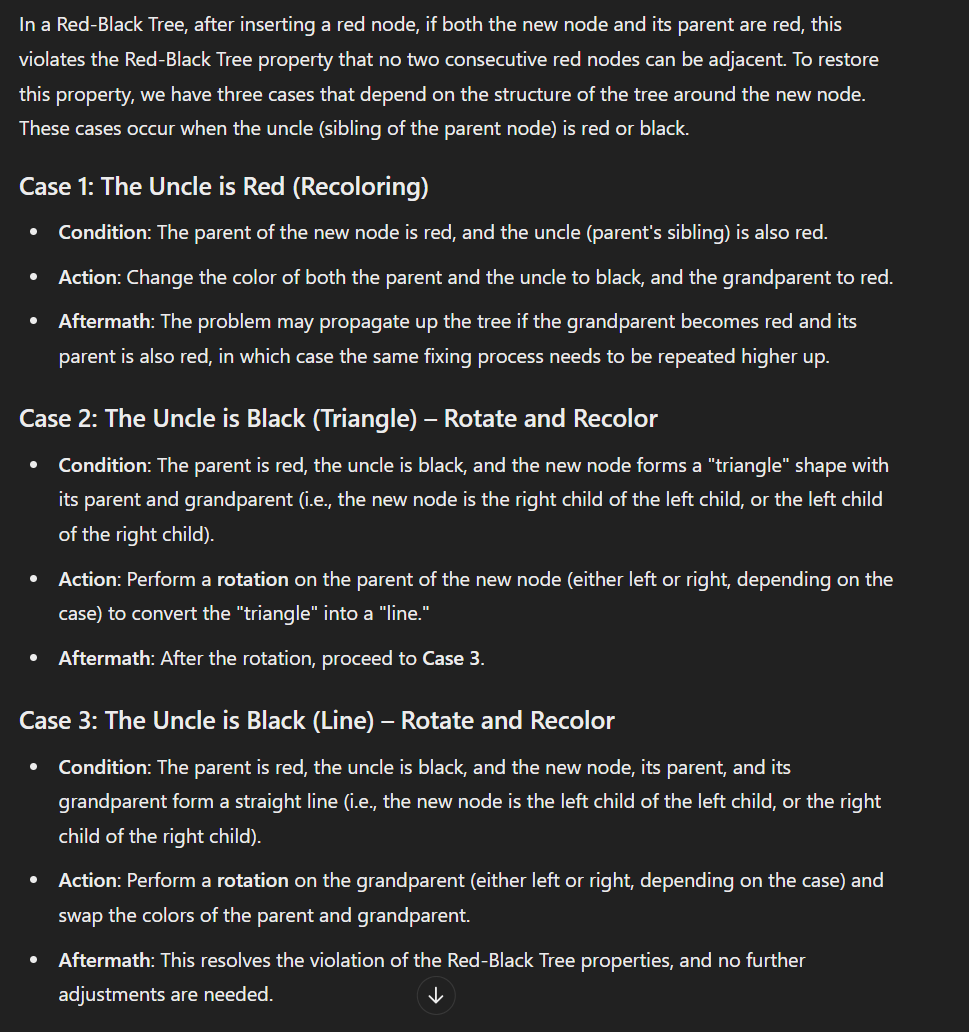 In a Red-Black Tree, after inserting a red node, if both the new node and its parent are red, this
violates the Red-Black Tree property that no two consecutive red nodes can be adjacent. To restore
this property, we have three cases that depend on the structure of the tree around the new node.
These cases occur when the uncle (sibling of the parent node) is red or black.
Case 1: The Uncle is Red (Recoloring)
• Condition: The parent of the new node is red, and the uncle (parent's sibling) is also red.
• Action: Change the color of both the parent and the uncle to black, and the grandparent to red.
• Aftermath: The problem may propagate up the tree if the grandparent becomes red and its
parent is also red, in which case the same fixing process needs to be repeated higher up.
Case 2: The Uncle is Black (Triangle) – Rotate and Recolor
• Condition: The parent is red, the uncle is black, and the new node forms a "triangle" shape with
its parent and grandparent (i.e., the new node is the right child of the left child, or the left child
of the right child).
• Action: Perform a rotation on the parent of the new node (either left or right, depending on the
case) to convert the "triangle" into a "line."
• Aftermath: After the rotation, proceed to Case 3.
Case 3: The Uncle is Black (Line) – Rotate and Recolor
• Condition: The parent is red, the uncle is black, and the new node, its parent, and its
grandparent form a straight line (i.e., the new node is the left child of the left child, or the right
child of the right child).
• Action: Perform a rotation on the grandparent (either left or right, depending on the case) and
swap the colors of the parent and grandparent.
• Aftermath: This resolves the violation of the Red-Black Tree properties, and no further
adjustments are needed.